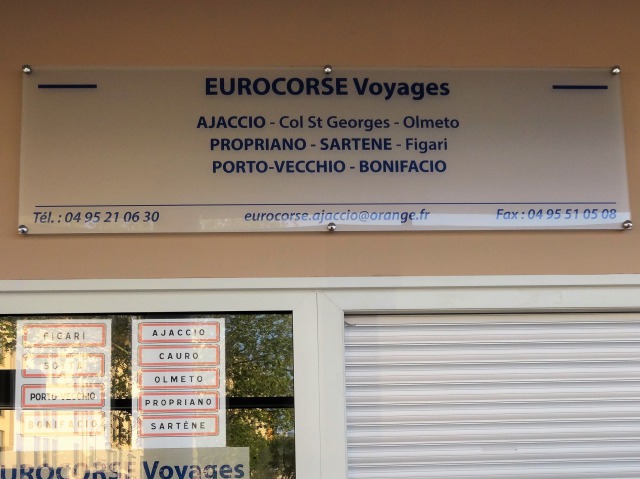 EUROCORSE Voyages
AJACCIO - Col St Georges - Olmeto
PROPRIANO - SARTENE - Figari
PORTO-VECCHIO - BONIFACIO
Tél. : 04 95 21 06 30
eurocorse.ajaccio@orange.fr
Fax : 04 95 51 05 08
FIGARI
PORTO-VECCHIO
BONIFACIO
AJACCIO
CAURO
OLMETO
PROPRIANO
SARTÈNE
EUROCORSE Voyages